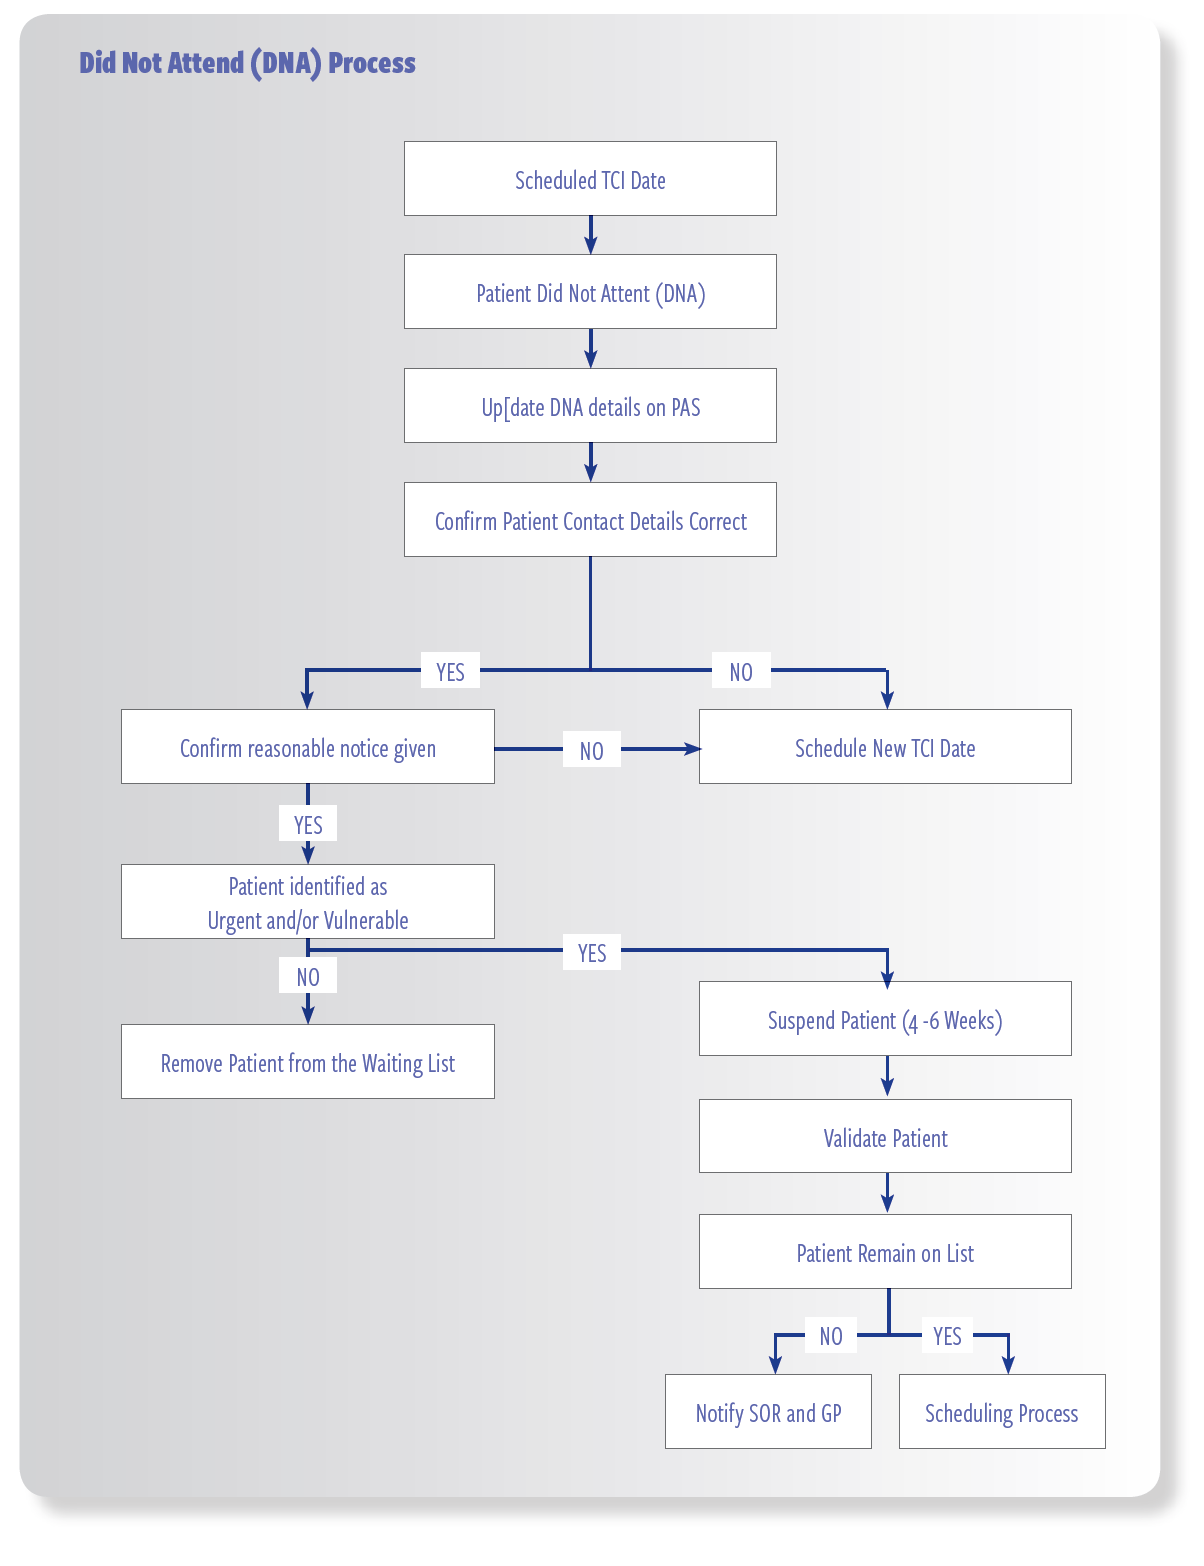 Did Not Attend (DNA) Process
Scheduled TCI Date
Patient Did Not Attent (DNA)
Up[date DNA details on PAS
Confirm Patient Contact Details Correct
YES
NO
Confirm reasonable notice given
NO
Schedule New TCI Date
YES
Patient identified as
Urgent and/or Vulnerable
YES
NO
Suspend Patient (4 -6 Weeks)
Remove Patient from the Waiting List
Validate Patient
Patient Remain on List
NO
YES
Notify SOR and GP
Scheduling Process